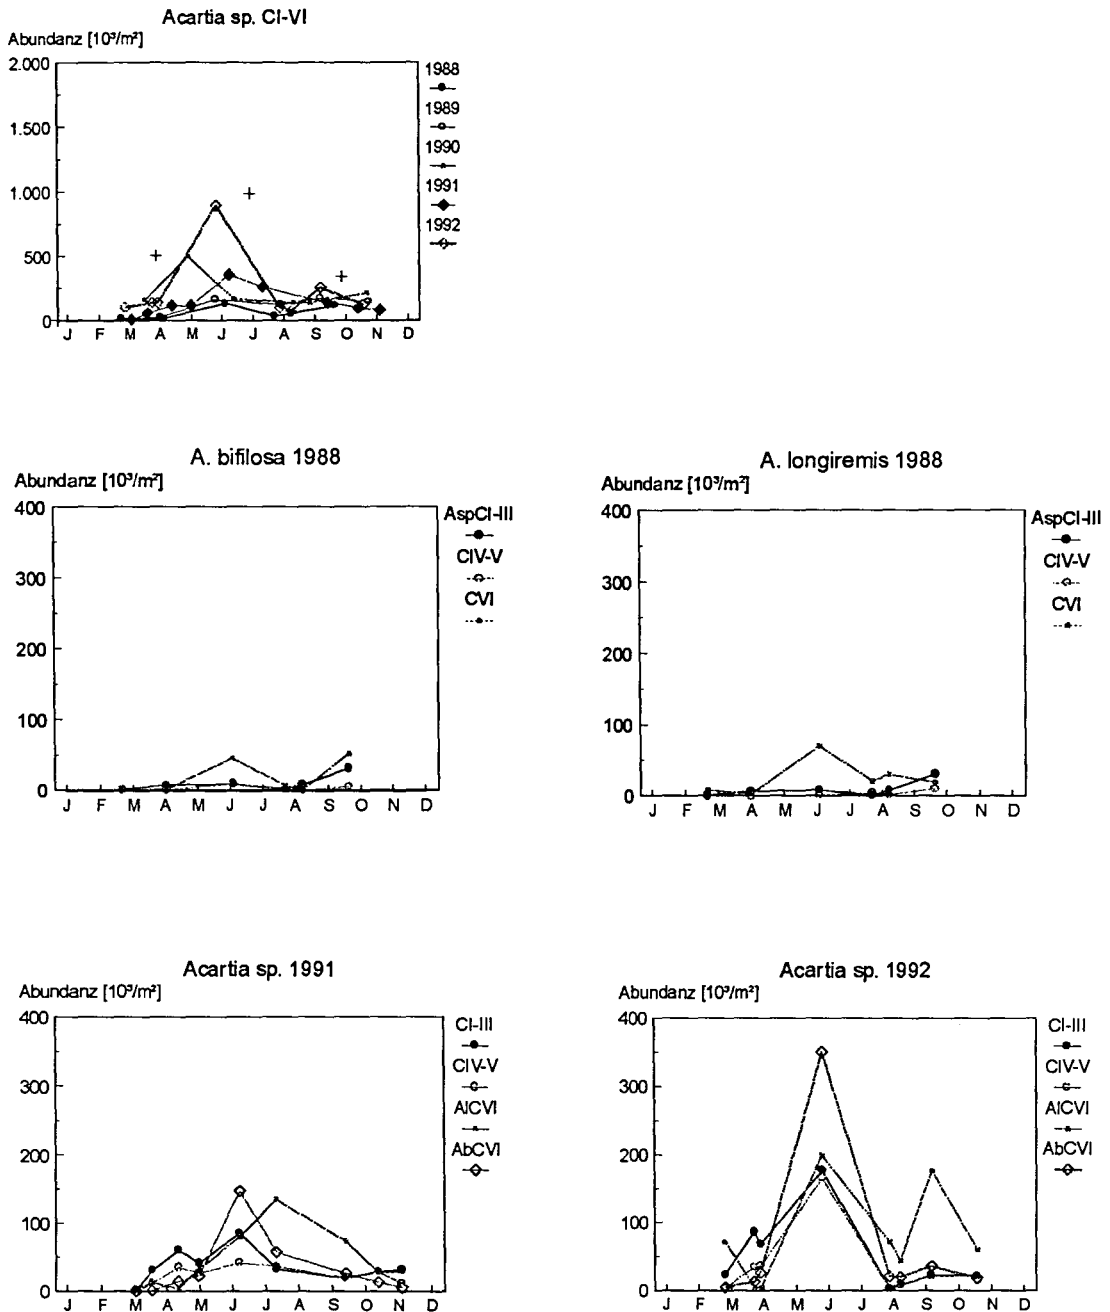 Acartia sp. CI-VI
Abundanz [10³/m²]
2.000
1.500
1.000
500
0
J F M A M J J A S O N D
1988
1989
1990
1991
1992
A. bifilosa 1988
Abundanz [10³/m²]
400
300
200
100
0
J F M A M J J A S O N D
AspCI-III
CIV-V
CVI
A. longiremis 1988
Abundanz [10³/m²]
400
300
200
100
0
J F M A M J J A S O N D
AspCI-III
CIV-V
CVI
Acartia sp. 1991
Abundanz [10³/m²]
400
300
200
100
0
J F M A M J J A S O N D
CI-III
CIV-V
AlCVI
AbCVI
Acartia sp. 1992
Abundanz [10³/m²]
400
300
200
100
0
J F M A M J J A S O N D
CI-III
CIV-V
AlCVI
AbCVI